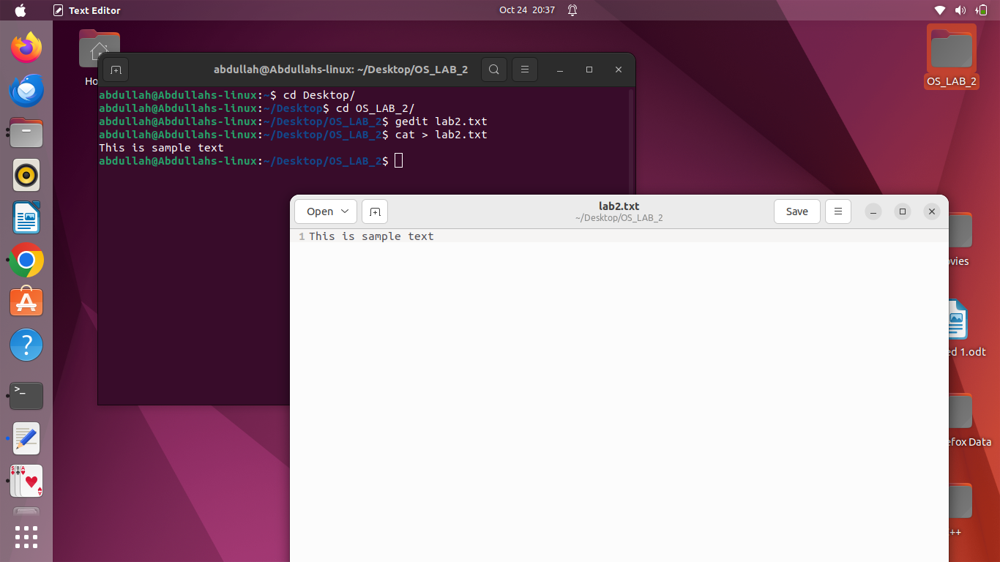 Text Editor
Oct 24 20:37
Ho
OS_LAB_2
abdullah@Abdullahs-linux: ~/Desktop/OS_LAB_2
abdullah@Abdullahs-linux:~$ cd Desktop/
abdullah@Abdullahs-linux:~/Desktop$ cd OS_LAB_2/
abdullah@Abdullahs-linux:~/Desktop/OS_LAB_2$ gedit lab2.txt
abdullah@Abdullahs-linux:~/Desktop/OS_LAB_2$ cat > lab2.txt
This is sample text
abdullah@Abdullahs-linux:~/Desktop/OS_LAB_2$
Open
lab2.txt
~/Desktop/OS_LAB_2
Save
1 This is sample text
ovies
ed 1.odt
efox Data
++